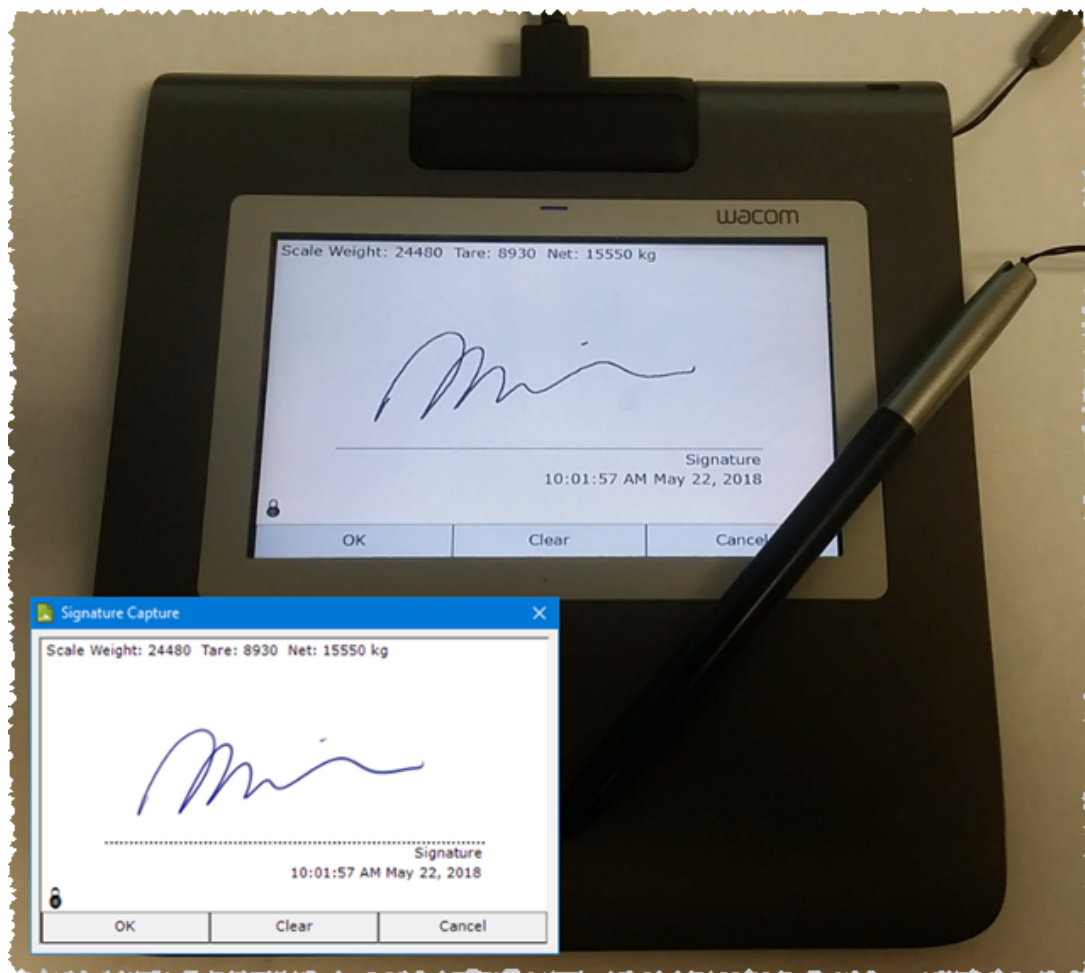 wacom
Scale Weight: 24480 Tare: 8930 Net: 15550 kg
Signature
10:01:57 AM May 22, 2018
OK Clear Cancel
Signature Capture
Scale Weight: 24480 Tare: 8930 Net: 15550 kg
Signature
10:01:57 AM May 22, 2018
OK Clear Cancel